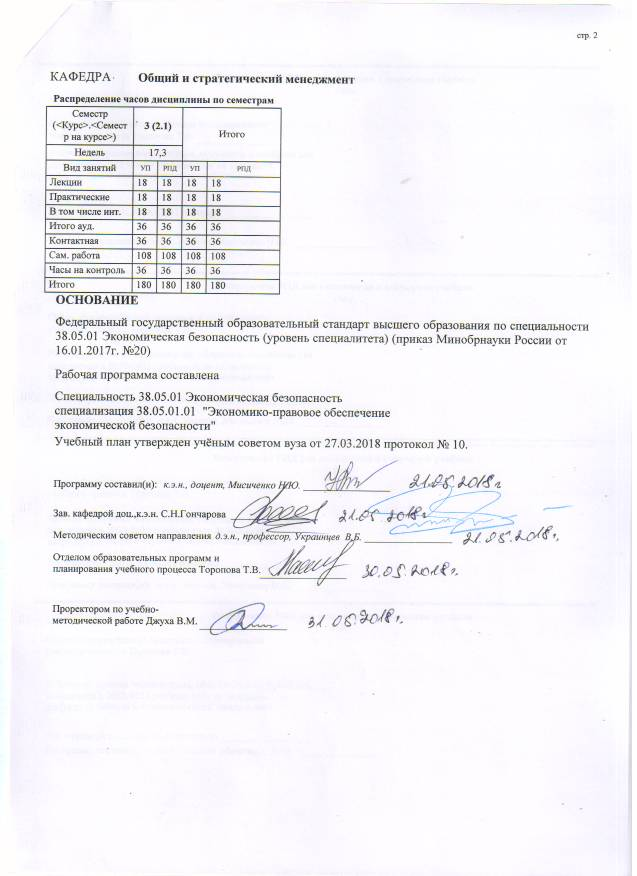 стр. 2
КАФЕДРА Общий и стратегический менеджмент
Распределение часов дисциплины по семестрам
Семестр (<Курс>.<Семестр на курсе>) 3 (2.1) Итого
Недель 17,3
Вид занятий УП РПД УП РПД
Лекции 18 18 18 18
Практические 18 18 18 18
В том числе инт. 18 18 18 18
Итого ауд. 36 36 36 36
Контактная 36 36 36 36
Сам. работа 108 108 108 108
Часы на контроль 36 36 36 36
Итого 180 180 180 180
ОСНОВАНИЕ
Федеральный государственный образовательный стандарт высшего образования по специальности
38.05.01 Экономическая безопасность (уровень специалитета) (приказ Минобрнауки России от
16.01.2017г. №20)
Рабочая программа составлена
Специальность 38.05.01 Экономическая безопасность
специализация 38.05.01.01 "Экономико-правовое обеспечение
экономической безопасности"
Учебный план утвержден учёным советом вуза от 27.03.2018 протокол № 10.
Программу составил(и): к.э.н., доцент, Мисиченко Н.Ю. 21.05.2018г
Зав. кафедрой доц.,к.э.н. С.Н.Гончарова 21.05 2018г
Методическим советом направления д.э.н., профессор, Украинцев В.Б. 21.05.2018г.
Отделом образовательных программ и
планирования учебного процесса Торопова Т.В. 30.05.2018г.
Проректором по учебно-
методической работе Джуха В.М. 31.05.2018г.